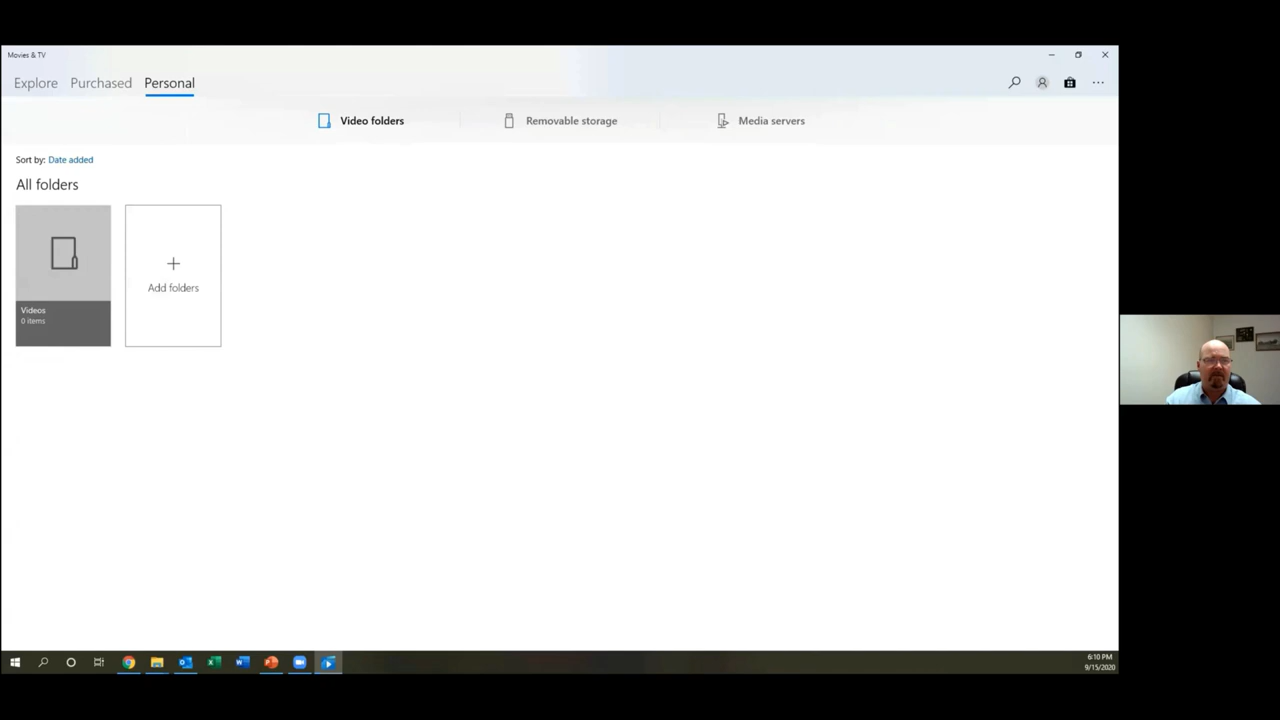 Movies & TV
Explore Purchased Personal
Video folders Removable storage Media servers
Sort by: Date added
All folders
Add folders
Videos
0 items
6:10 PM
9/15/2020